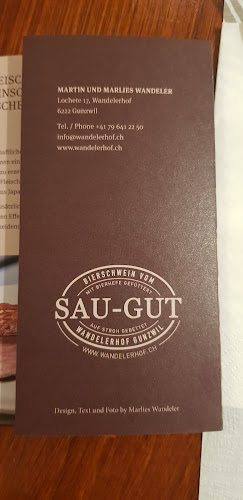 MARTIN UND MARLIES WANDELER
Lochete 17, Wandelerhof
6222 Gunzwil
Tel. / Phone +41 79 641 22 50
info@wandelerhof.ch
www.wandelerhof.ch
BIERSCHWEIN VOM
MIT BIERHEFE GEFÜTTERT
SAU-GUT
AUF STROH GEBETTET
WANDELERHOF GUNZWIL
WWW.WANDELERHOF.CH
Design, Text und Foto by Marlies Wandeler